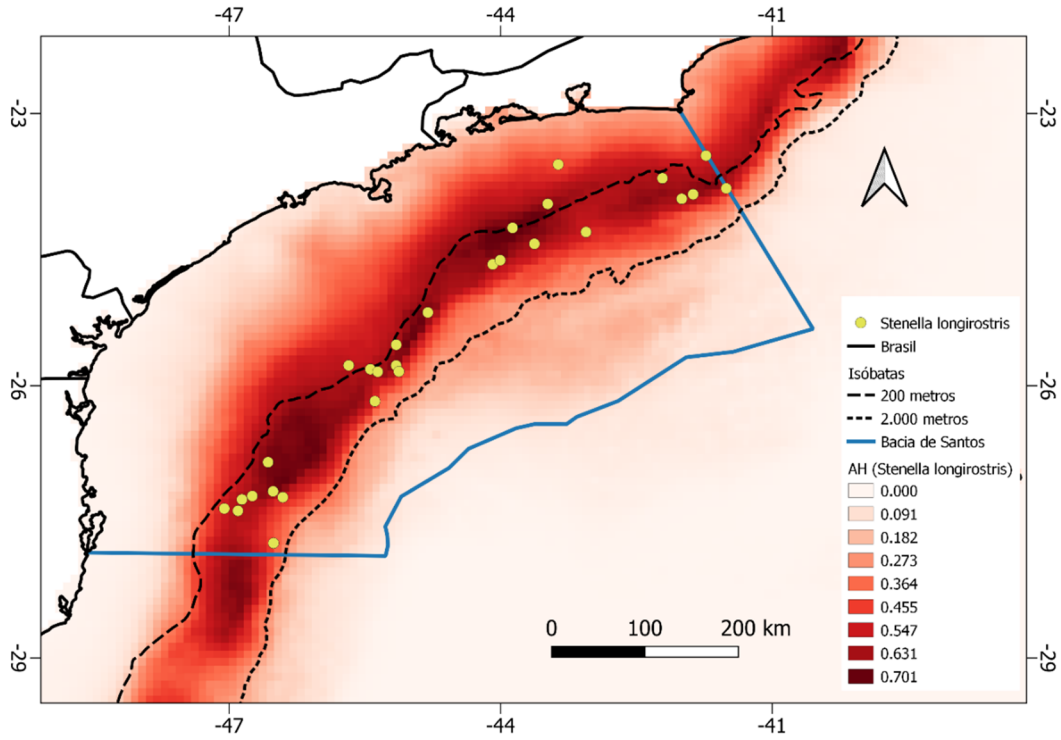 -47 -44 -41
-23 -23
Stenella longirostris
Brasil
Isóbatas
-26 -26
200 metros
2.000 metros
Bacia de Santos
AH (Stenella longirostris)
0.000
0.091
0.182
0.273
0.364
0.455
0.547
0.631
0.701
0 100 200 km
-29 -29
-47 -44 -41